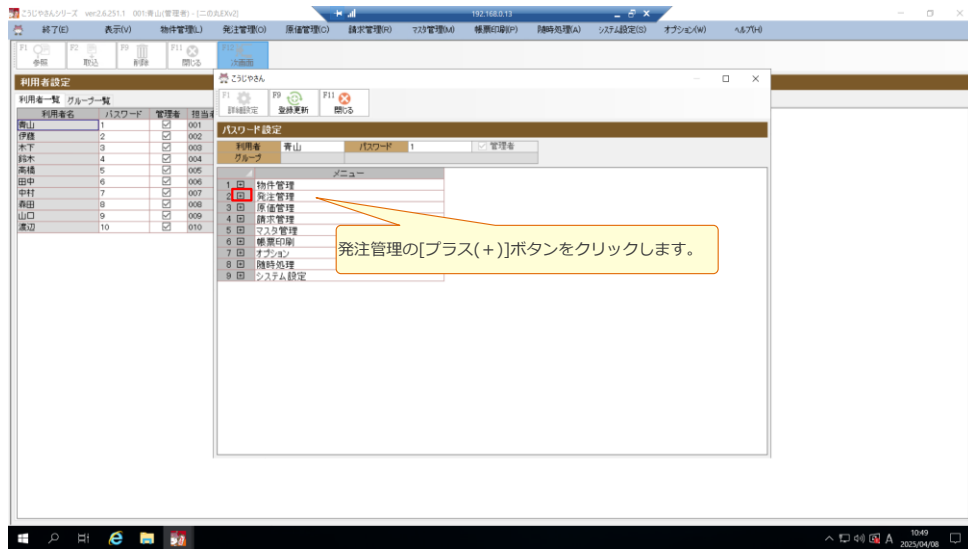 こうじやさんシリーズ ver.2.6.251.1 001:青山(管理者) - [二の丸EXv2]
192.168.0.13
終了(E) 表示(V) 物件管理(L) 発注管理(O) 原価管理(C) 請求管理(R) マスタ管理(M) 帳票印刷(P) 随時処理(A) システム設定(S) オプション(W) ヘルプ(H)
F1 F2 F9 F11 F12
参照 取込 削除 閉じる 次画面
利用者設定
利用者一覧 グループ一覧
利用者名 パスワード 管理者 担当者
青山 1 001
伊藤 2 002
木下 3 003
鈴木 4 004
高橋 5 005
田中 6 006
中村 7 007
森田 8 008
山口 9 009
渡辺 10 010
こうじやさん
F1 F9 F11
詳細設定 登録更新 閉じる
パスワード設定
利用者 青山 パスワード 1 管理者
グループ
メニュー
1 物件管理
2 発注管理
3 原価管理
4 請求管理
5 マスタ管理
6 帳票印刷
7 オプション
8 随時処理
9 システム設定
発注管理の[プラス(+)]ボタンをクリックします。
A 10:49
2025/04/08